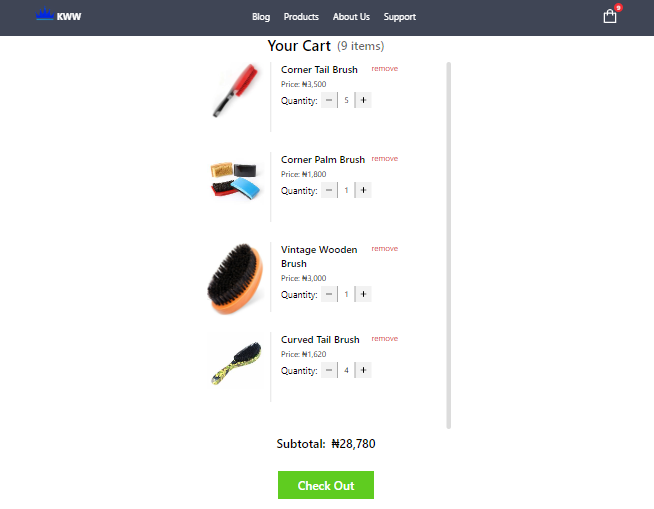 KWW
Blog Products About Us Support
9
Your Cart (9 items)
Corner Tail Brush remove
Price: ₦3,500
Quantity: − 5 +
Corner Palm Brush remove
Price: ₦1,800
Quantity: − 1 +
Vintage Wooden remove
Brush
Price: ₦3,000
Quantity: − 1 +
Curved Tail Brush remove
Price: ₦1,620
Quantity: − 4 +
Subtotal: ₦28,780
Check Out